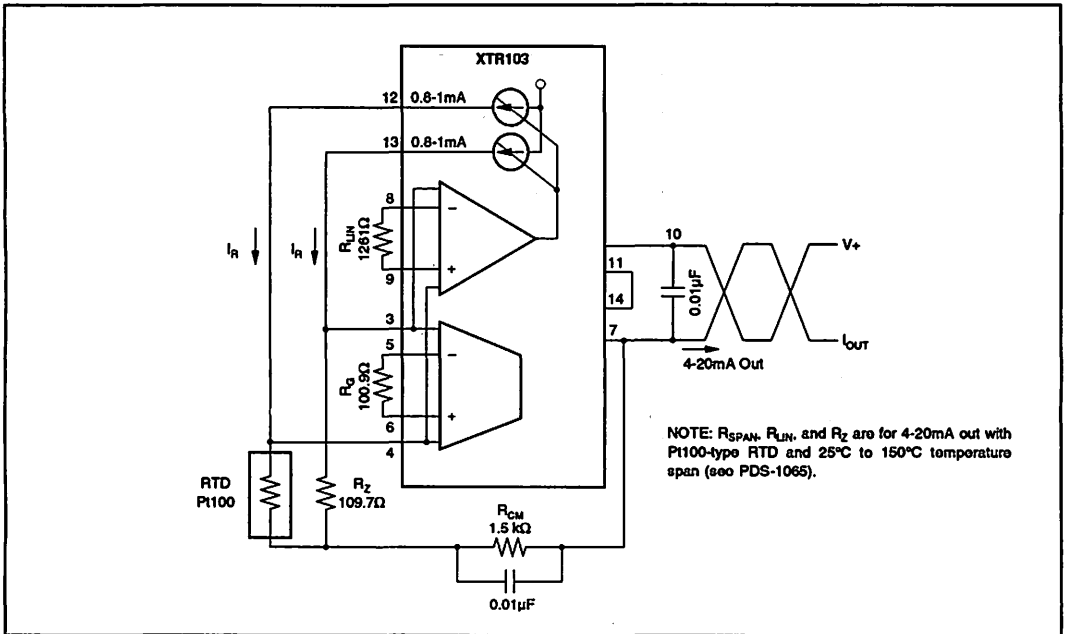 XTR103
12 0.8-1mA
13 0.8-1mA
8
−
RLIN
1261Ω
+
9
IR
IR
10
V+
11
0.01µF
14
3
7
IOUT
5
−
4-20mA Out
RG
100.9Ω
+
6
4
NOTE: RSPAN, RLIN, and RZ are for 4-20mA out with
Pt100-type RTD and 25°C to 150°C temperature
span (see PDS-1065).
RTD
Pt100
RZ
109.7Ω
RCM
1.5 kΩ
0.01µF